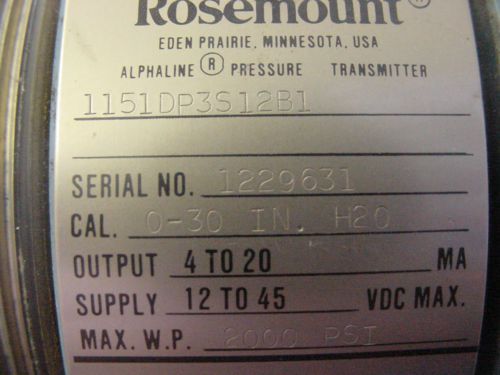 Rosemount ®
EDEN PRAIRIE, MINNESOTA, USA
ALPHALINE ® PRESSURE TRANSMITTER
1151DP3S12B1
SERIAL NO. 1229631
CAL. 0-30 IN. H2O
OUTPUT 4 TO 20 MA
SUPPLY 12 TO 45 VDC MAX.
MAX. W.P. 2000 PSI